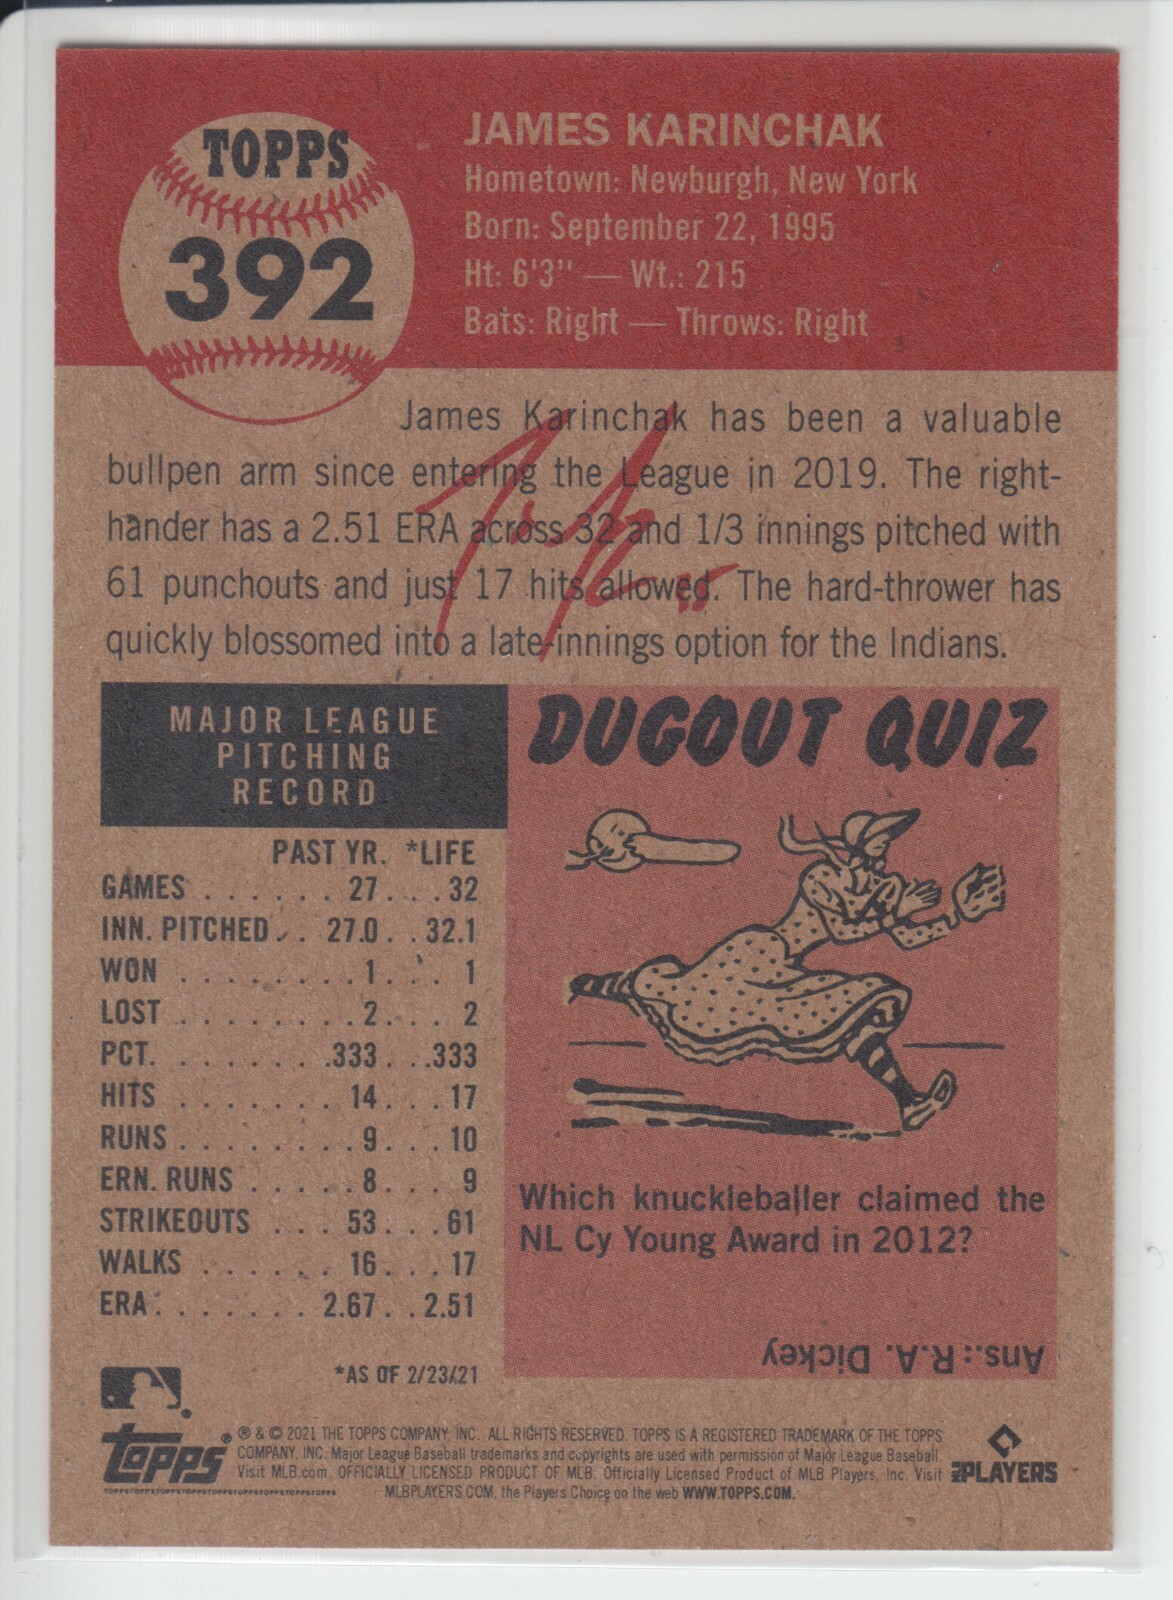 TOPPS
392
JAMES KARINCHAK
Hometown: Newburgh, New York
Born: September 22, 1995
Ht: 6'3" — Wt.: 215
Bats: Right — Throws: Right
James Karinchak has been a valuable
bullpen arm since entering the League in 2019. The right-
hander has a 2.51 ERA across 32 and 1/3 innings pitched with
61 punchouts and just 17 hits allowed. The hard-thrower has
quickly blossomed into a late-innings option for the Indians.
MAJOR LEAGUE
PITCHING
RECORD
PAST YR. *LIFE
GAMES . . . . . . . 27 . . . 32
INN. PITCHED . . 27.0 . . 32.1
WON . . . . . . . . . 1 . . . 1
LOST . . . . . . . . . 2 . . . 2
PCT. . . . . . . . .333 . . .333
HITS . . . . . . . 14 . . . 17
RUNS . . . . . . . . 9 . . . 10
ERN. RUNS . . . . . 8 . . . 9
STRIKEOUTS . . . 53 . . . 61
WALKS . . . . . . 16 . . . 17
ERA . . . . . . . 2.67 . . 2.51
*AS OF 2/23/21
DUGOUT QUIZ
Which knuckleballer claimed the
NL Cy Young Award in 2012?
Ans.: R.A. Dickey
TOPPS
® & © 2021 THE TOPPS COMPANY, INC. ALL RIGHTS RESERVED. TOPPS IS A REGISTERED TRADEMARK OF THE TOPPS
COMPANY, INC. Major League Baseball trademarks and copyrights are used with permission of Major League Baseball.
Visit MLB.com. OFFICIALLY LICENSED PRODUCT OF MLB. Officially Licensed Product of MLB Players, Inc. Visit
MLBPLAYERS.COM, the Players Choice on the web WWW.TOPPS.COM.
MLB PLAYERS